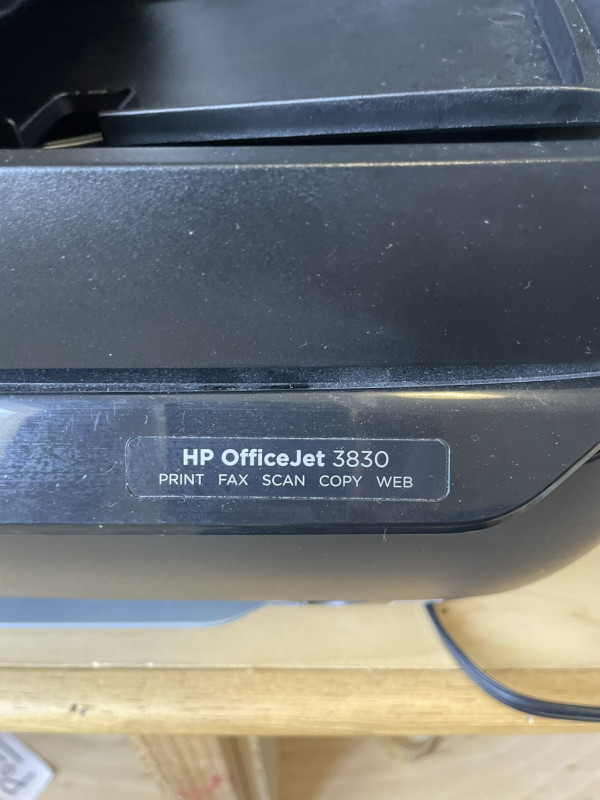 HP OfficeJet 3830
PRINT FAX SCAN COPY WEB